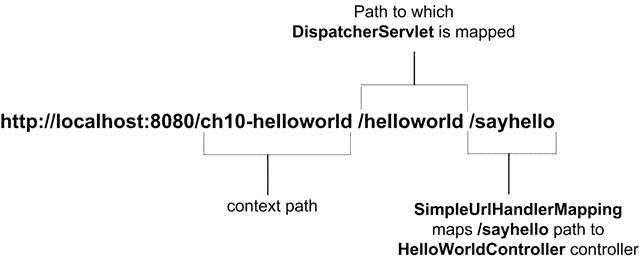 Path to which
DispatcherServlet is mapped
http://localhost:8080/ch10-helloworld /helloworld /sayhello
context path
SimpleUrlHandlerMapping
maps /sayhello path to
HelloWorldController controller